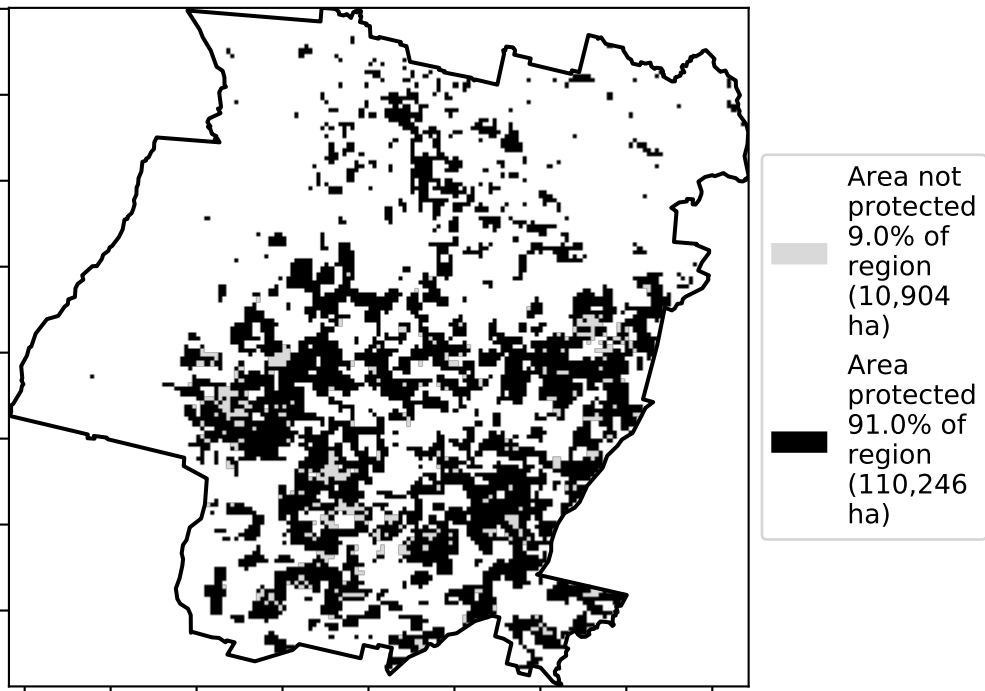 Area not
protected
9.0% of
region
(10,904
ha)
Area
protected
91.0% of
region
(110,246
ha)